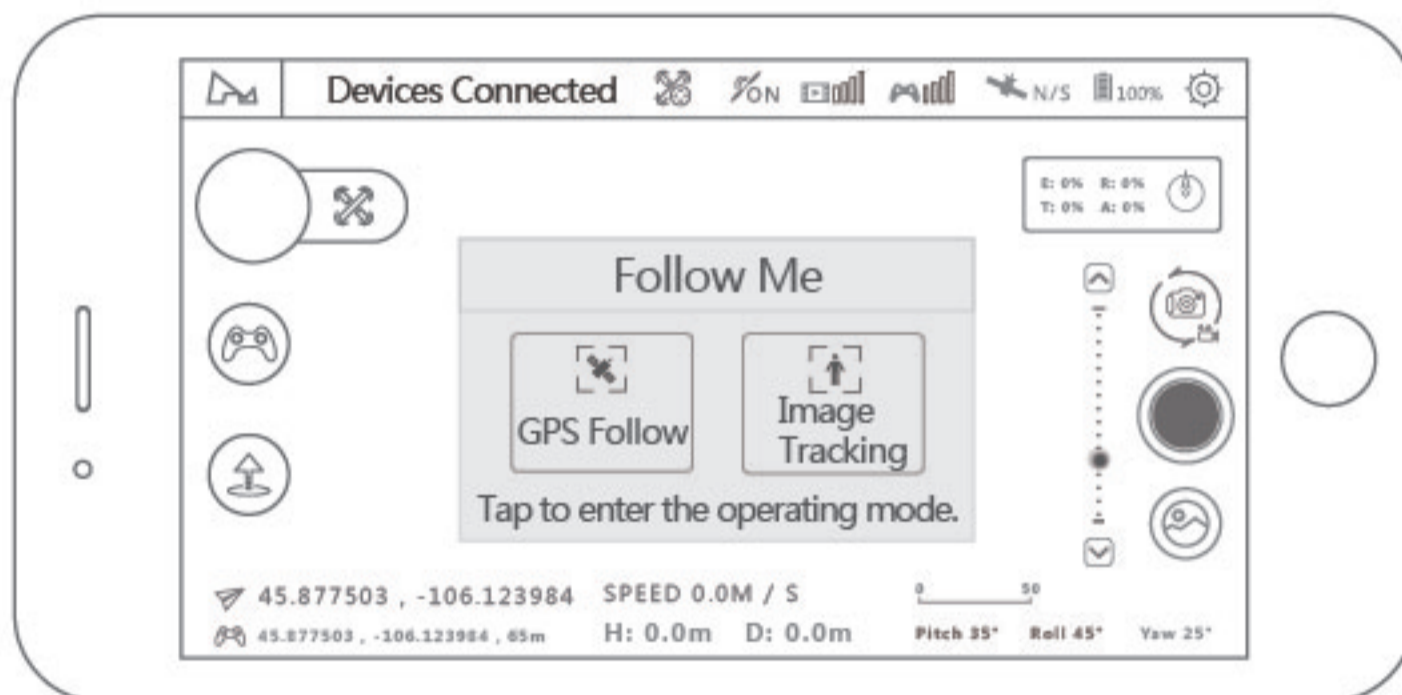 Devices Connected ON N/S 100%
E: 0% R: 0%
T: 0% A: 0%
Follow Me
GPS Follow
Image
Tracking
Tap to enter the operating mode.
45.877503 , -106.123984 SPEED 0.0M / S 0 50
45.877503 , -106.123984 , 65m H: 0.0m D: 0.0m Pitch 35° Roll 45° Yaw 25°